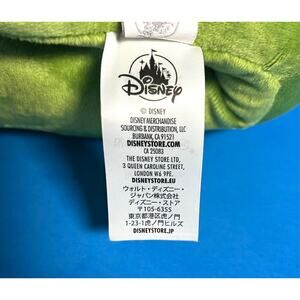 Disney
© DISNEY
DISNEY MERCHANDISE
SOURCING & DISTRIBUTION, LLC
BURBANK, CA 91521
DISNEYSTORE.COM
CA 25083
THE DISNEY STORE LTD,
3 QUEEN CAROLINE STREET,
LONDON W6 9PE.
DISNEYSTORE.EU
ウォルト・ディズニー・
ジャパン株式会社
ディズニー・ストア
〒105-6355
東京都港区虎ノ門
1-23-1虎ノ門ヒルズ
DISNEYSTORE.JP